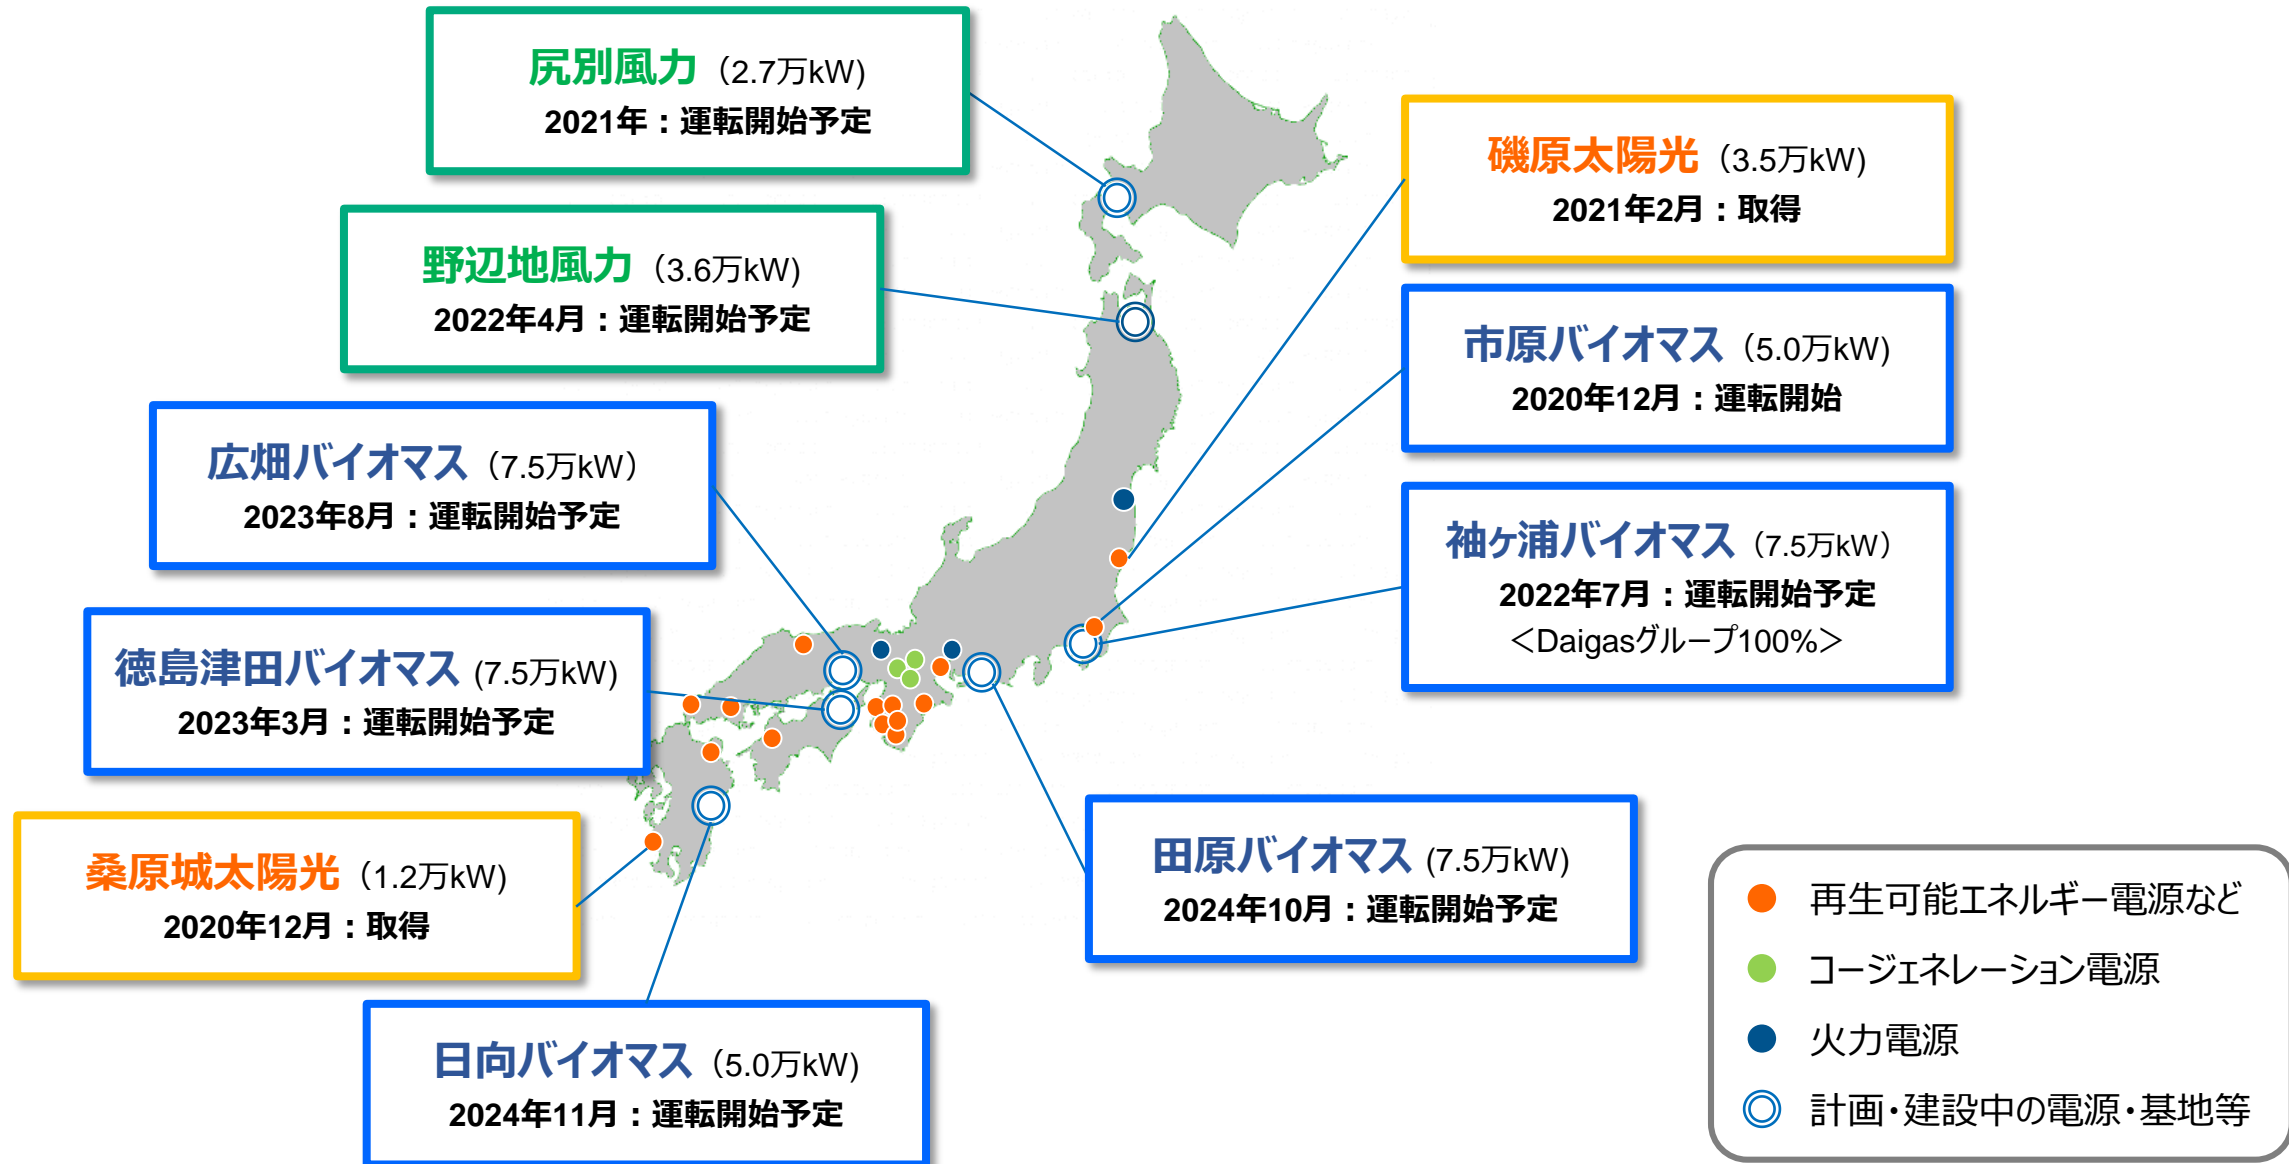 尻別風力（2.7万kW)
2021年：運転開始予定
野辺地風力（3.6万kW)
2022年4月：運転開始予定
広畑バイオマス（7.5万kW）
2023年8月：運転開始予定
徳島津田バイオマス (7.5万kW)
2023年3月：運転開始予定
桑原城太陽光（1.2万kW)
2020年12月：取得
日向バイオマス（5.0万kW)
2024年11月：運転開始予定
磯原太陽光（3.5万kW)
2021年2月：取得
市原バイオマス（5.0万kW)
2020年12月：運転開始
袖ヶ浦バイオマス（7.5万kW）
2022年7月：運転開始予定
＜Daigasグループ100%＞
田原バイオマス (7.5万kW)
2024年10月：運転開始予定
再生可能エネルギー電源など
コージェネレーション電源
火力電源
計画・建設中の電源・基地等